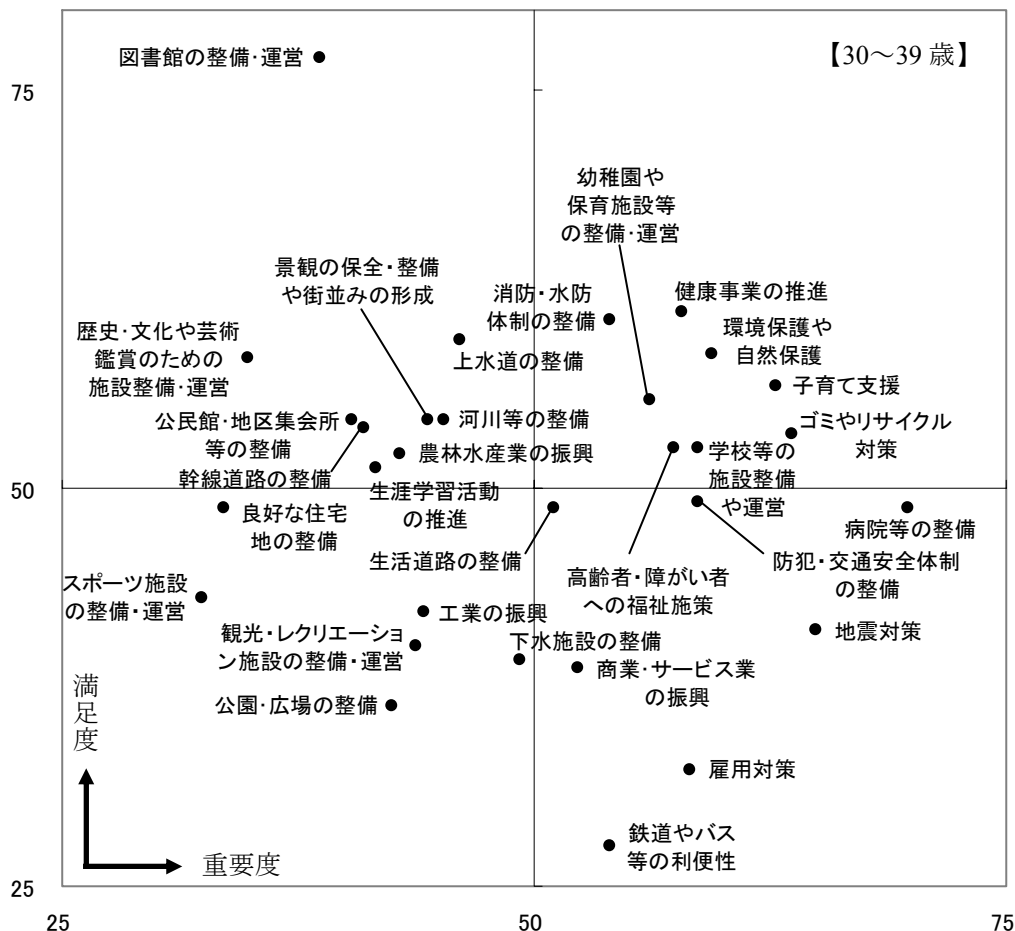 図書館の整備・運営
【30～39 歳】
75
幼稚園や
保育施設等
の整備・運営
景観の保全・整備
や街並みの形成
消防・水防
体制の整備
健康事業の推進
環境保護や
自然保護
歴史・文化や芸術
鑑賞のための
施設整備・運営
上水道の整備
子育て支援
公民館・地区集会所
等の整備
河川等の整備
ゴミやリサイクル
対策
農林水産業の振興
学校等の
施設整備
や運営
幹線道路の整備
50
生涯学習活動
の推進
良好な住宅
地の整備
病院等の整備
生活道路の整備
防犯・交通安全体制
の整備
高齢者・障がい者
への福祉施策
スポーツ施設
の整備・運営
工業の振興
地震対策
観光・レクリエーショ
ン施設の整備・運営
下水施設の整備
商業・サービス業
の振興
公園・広場の整備
満足度
雇用対策
鉄道やバス
等の利便性
重要度
25
25
50
75